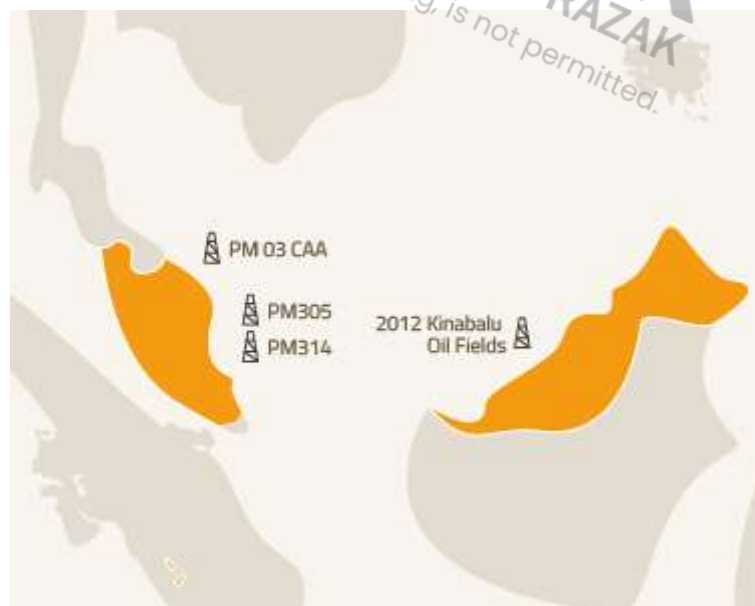 RAZAK
is not permitted.
PM 03 CAA
PM305
PM314
2012 Kinabalu
Oil Fields